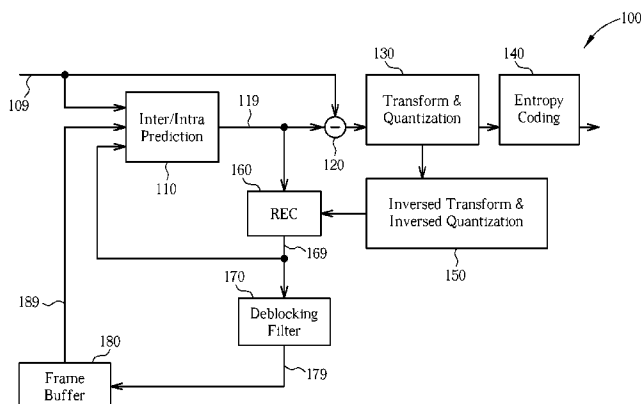 100
130
140
109
Inter/Intra
Prediction
110
119
120
Transform &
Quantization
Entropy
Coding
160
REC
169
Inversed Transform &
Inversed Quantization
150
189
170
Deblocking
Filter
179
180
Frame
Buffer